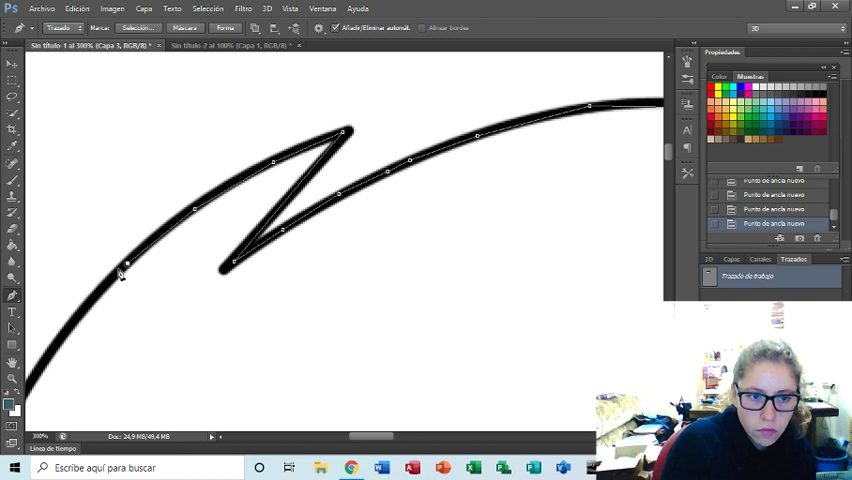 Ps Archivo Edición Imagen Capa Texto Selección Filtro 3D Vista Ventana Ayuda
Trazado Marca: Selección... Máscara Forma Añadir/Eliminar automát. Alinear bordes 3D
Sin título-1 al 300% (Capa 3, RGB/8) * × Sin título-2 al 100% (Capa 1, RGB/8) * ×
Propiedades
Color Muestras
Punto de ancla nuevo
Punto de ancla nuevo
Punto de ancla nuevo
Punto de ancla nuevo
3D Capas Canales Trazados
Trazado de trabajo
300% Doc: 24,9 MB/49,4 MB
Línea de tiempo
Escribe aquí para buscar